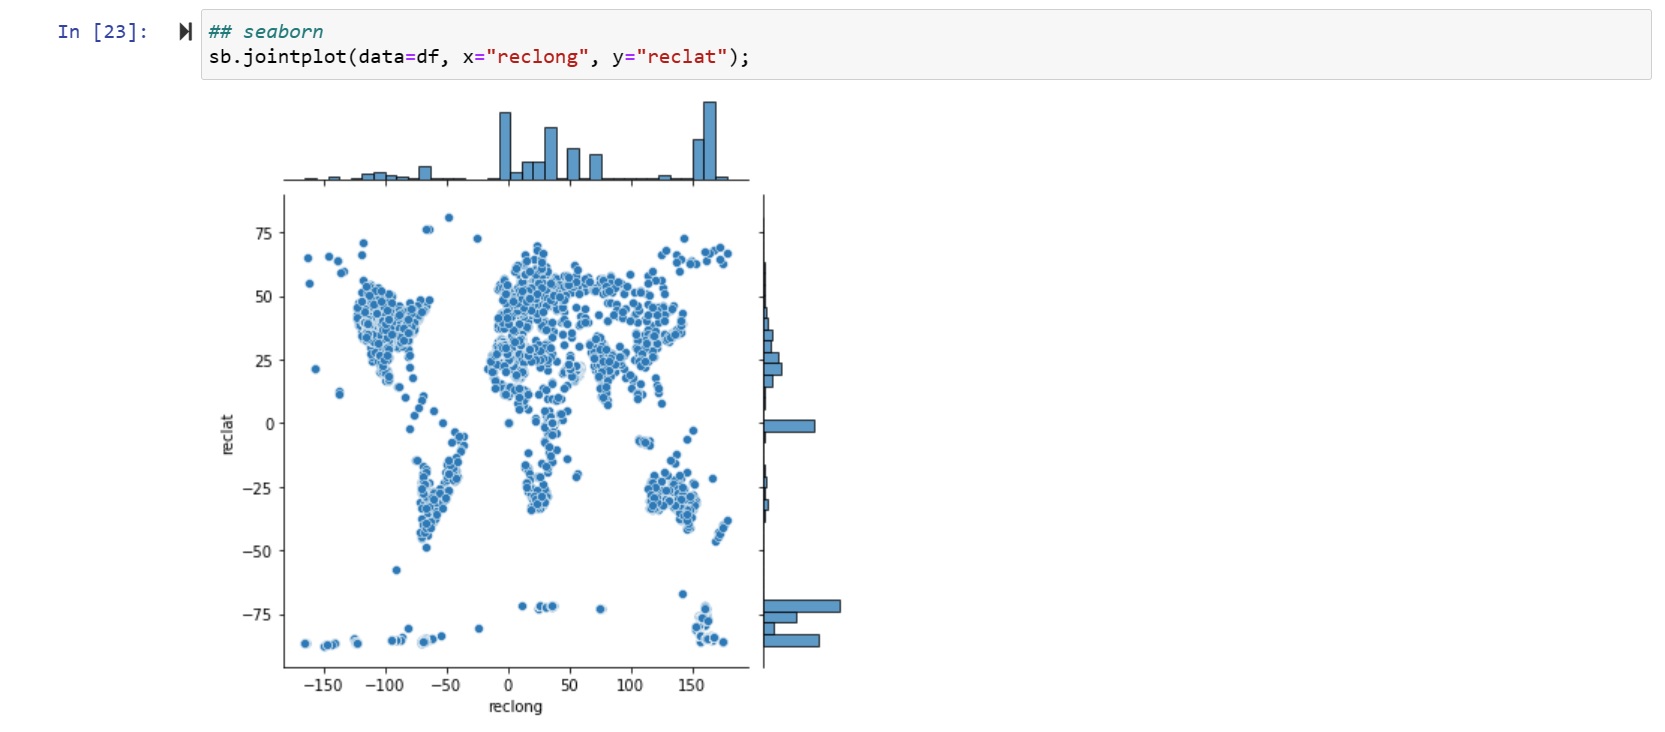 In [23]:
## seaborn
sb.jointplot(data=df, x="reclong", y="reclat");
75
50
25
0
−25
−50
−75
reclat
−150 −100 −50 0 50 100 150
reclong